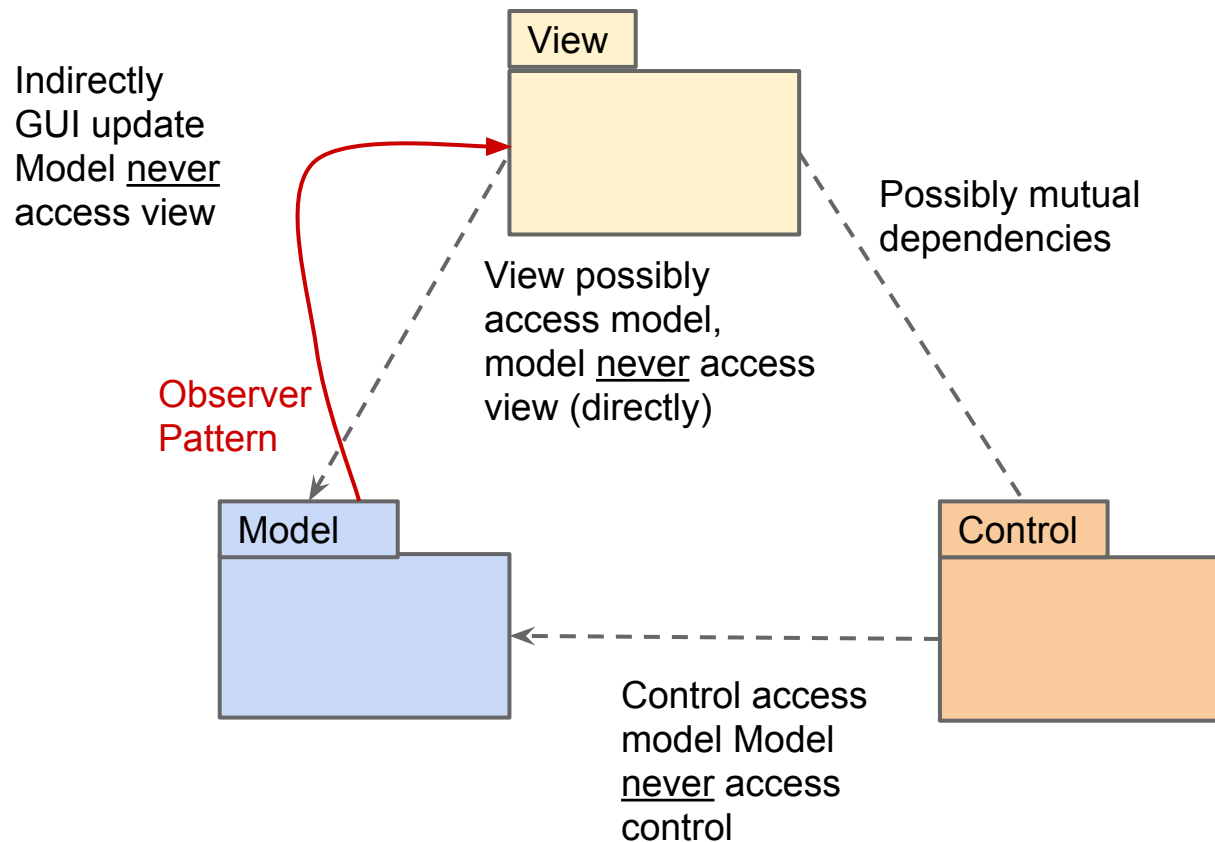 View
Indirectly
GUI update
Model never
access view
Possibly mutual
dependencies
View possibly
access model,
model never access
view (directly)
Observer
Pattern
Model
Control
Control access
model Model
never access
control